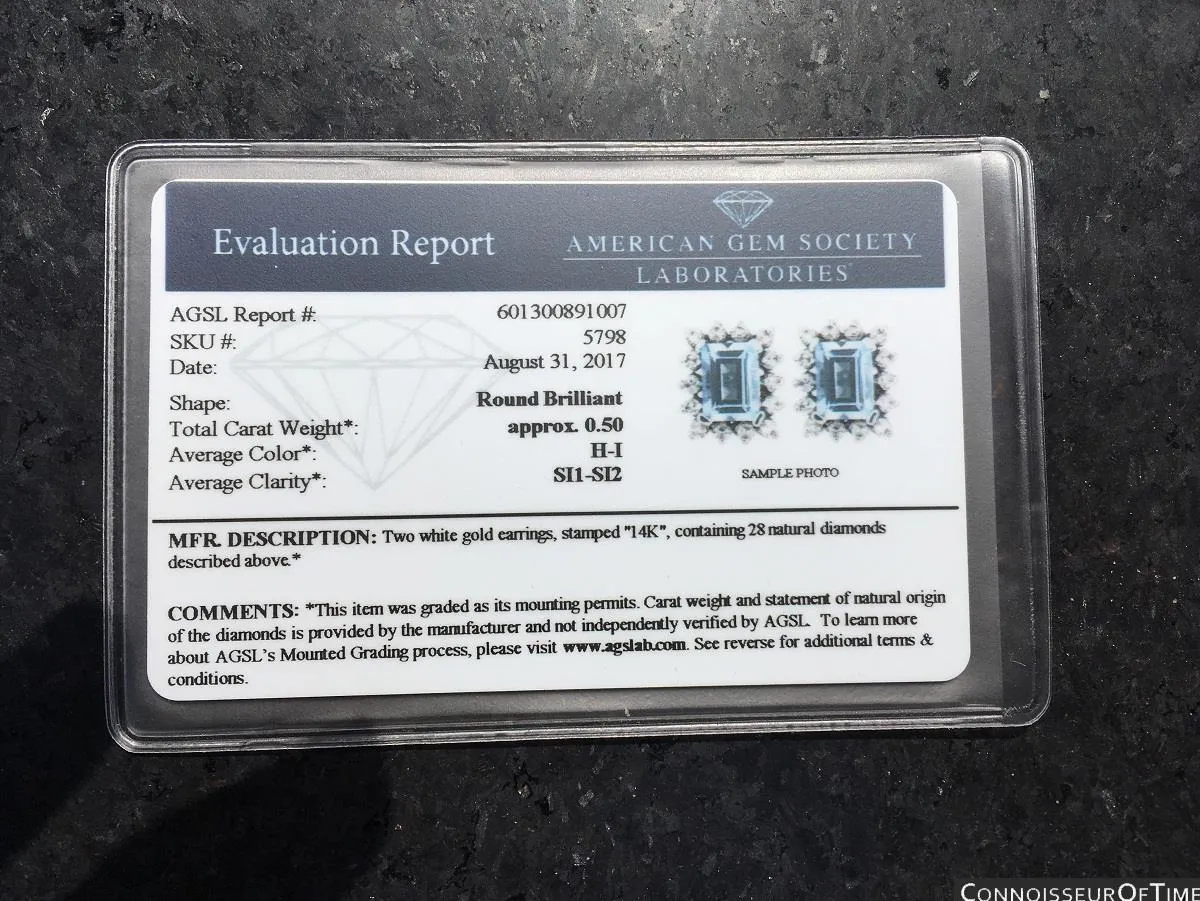 Evaluation Report
AMERICAN GEM SOCIETY
LABORATORIES
AGSL Report #: 601300891007
SKU #: 5798
Date: August 31, 2017
Shape: Round Brilliant
Total Carat Weight*: approx. 0.50
Average Color*: H-I
Average Clarity*: SI1-SI2
SAMPLE PHOTO
MFR. DESCRIPTION: Two white gold earrings, stamped "14K", containing 28 natural diamonds
described above.*
COMMENTS: *This item was graded as its mounting permits. Carat weight and statement of natural origin
of the diamonds is provided by the manufacturer and not independently verified by AGSL. To learn more
about AGSL's Mounted Grading process, please visit www.agslab.com. See reverse for additional terms &
conditions.
CONNOISSEUROFTIME